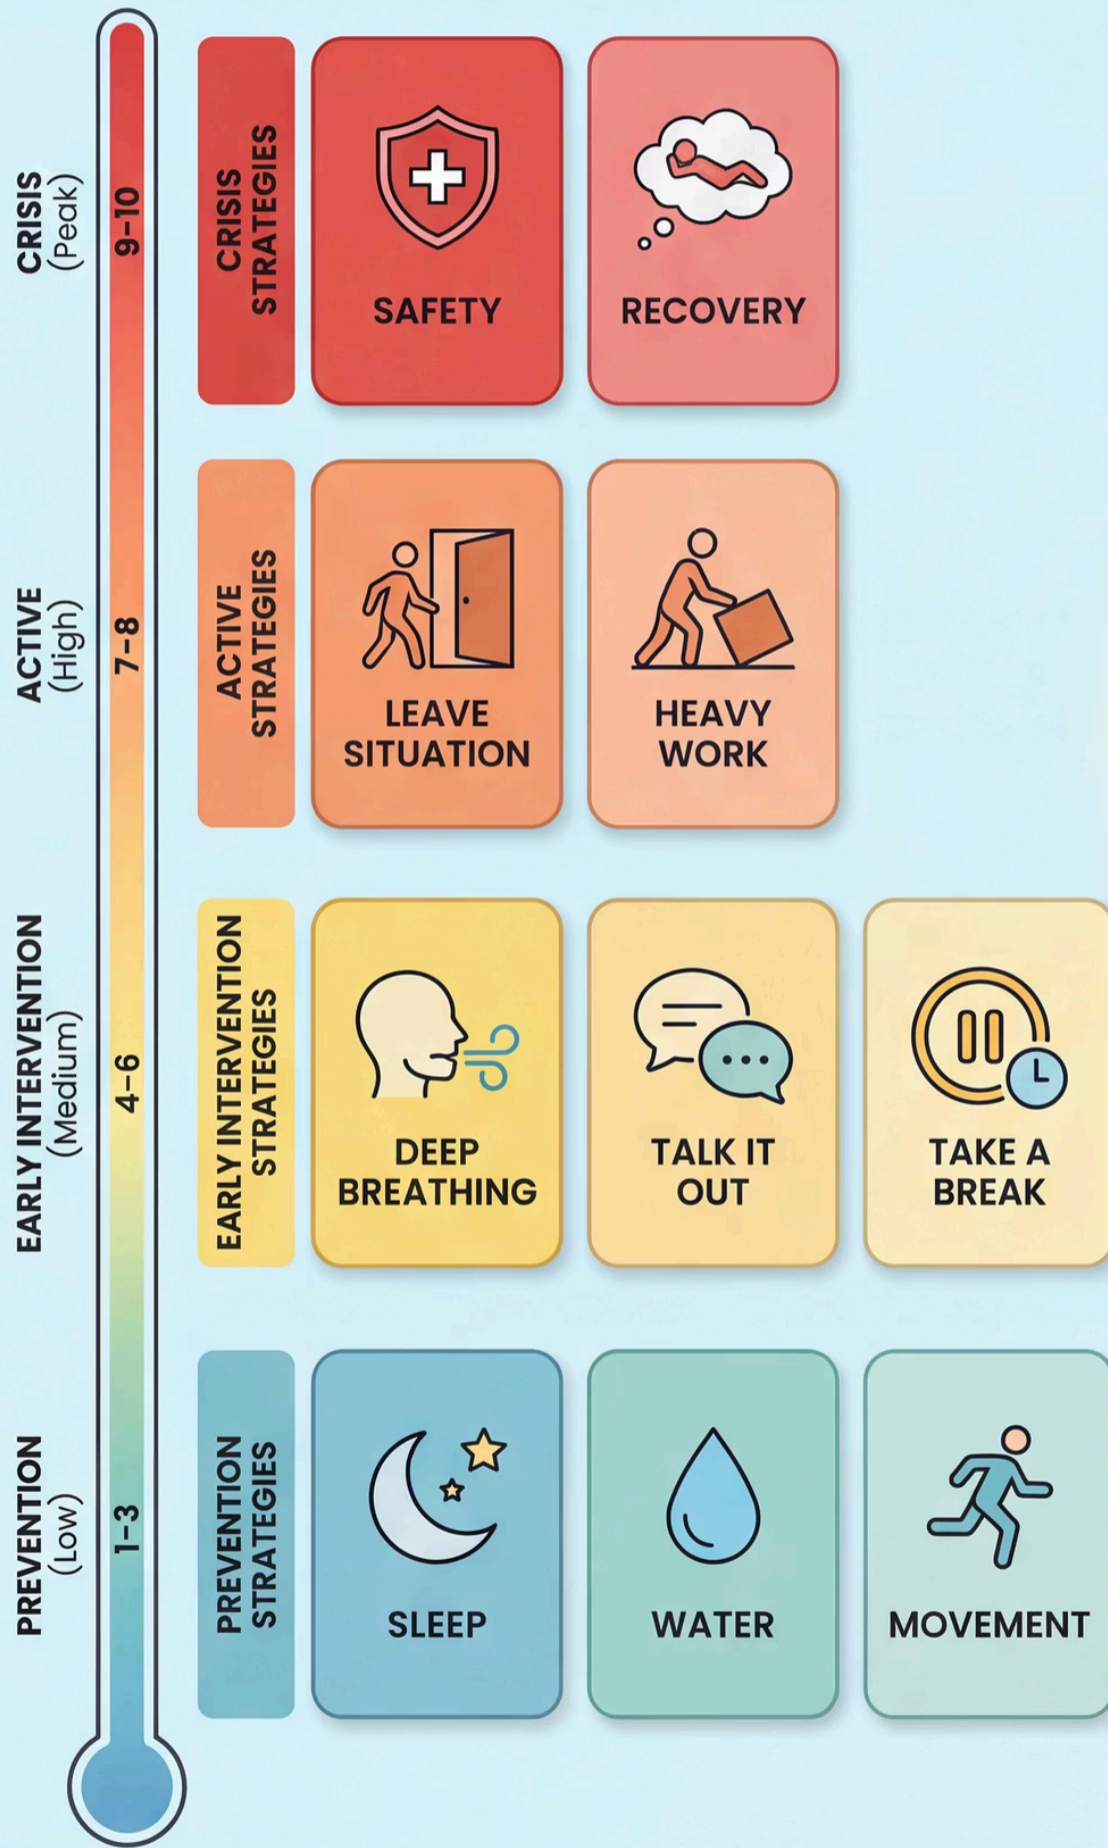 CRISIS
(Peak)
9-10
CRISIS
STRATEGIES
SAFETY
RECOVERY
ACTIVE
(High)
7-8
ACTIVE
STRATEGIES
LEAVE
SITUATION
HEAVY
WORK
EARLY INTERVENTION
(Medium)
4-6
EARLY INTERVENTION
STRATEGIES
DEEP
BREATHING
TALK IT
OUT
TAKE A
BREAK
PREVENTION
(Low)
1-3
PREVENTION
STRATEGIES
SLEEP
WATER
MOVEMENT